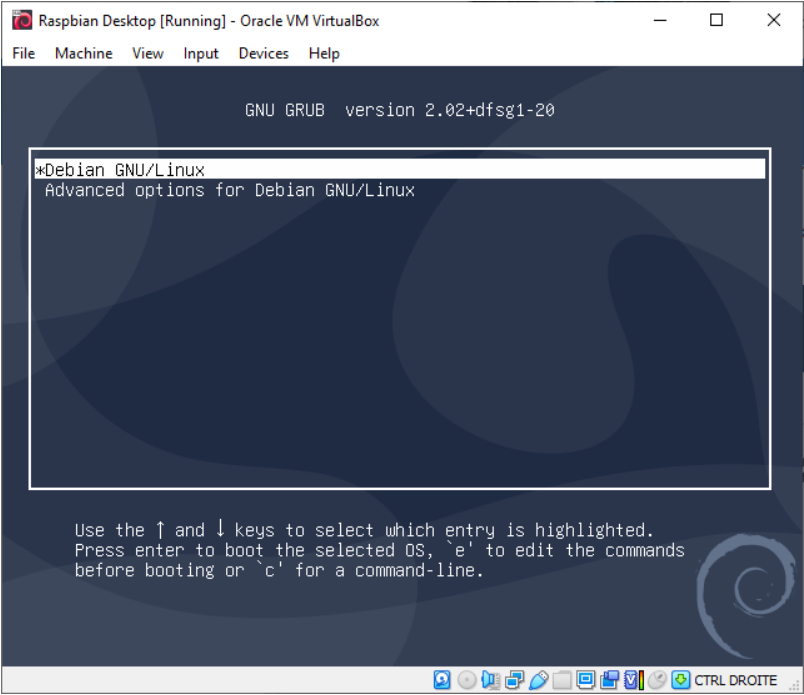 Raspbian Desktop [Running] - Oracle VM VirtualBox
File Machine View Input Devices Help
GNU GRUB version 2.02+dfsg1-20
*Debian GNU/Linux
Advanced options for Debian GNU/Linux
Use the ↑ and ↓ keys to select which entry is highlighted.
Press enter to boot the selected OS, `e' to edit the commands
before booting or `c' for a command-line.
CTRL DROITE